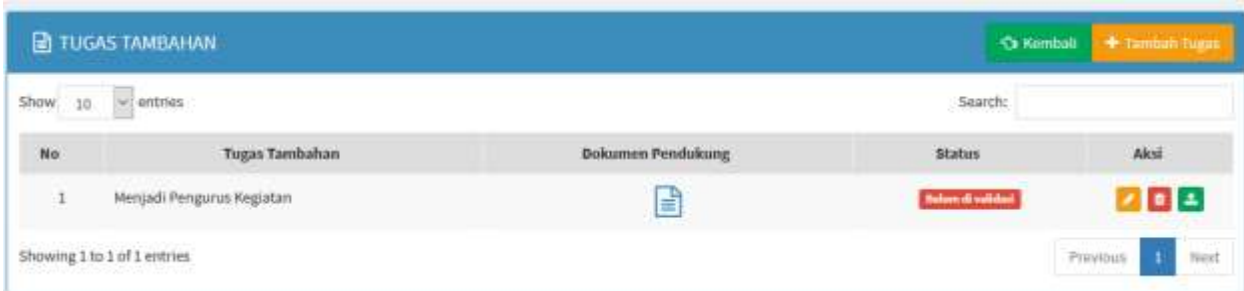 TUGAS TAMBAHAN
Kembali
Tambah Tugas
Show 10 entries
Search:
No Tugas Tambahan Dokumen Pendukung Status Aksi
1 Menjadi Pengurus Kegiatan Belum di validasi
Showing 1 to 1 of 1 entries
Previous 1 Next